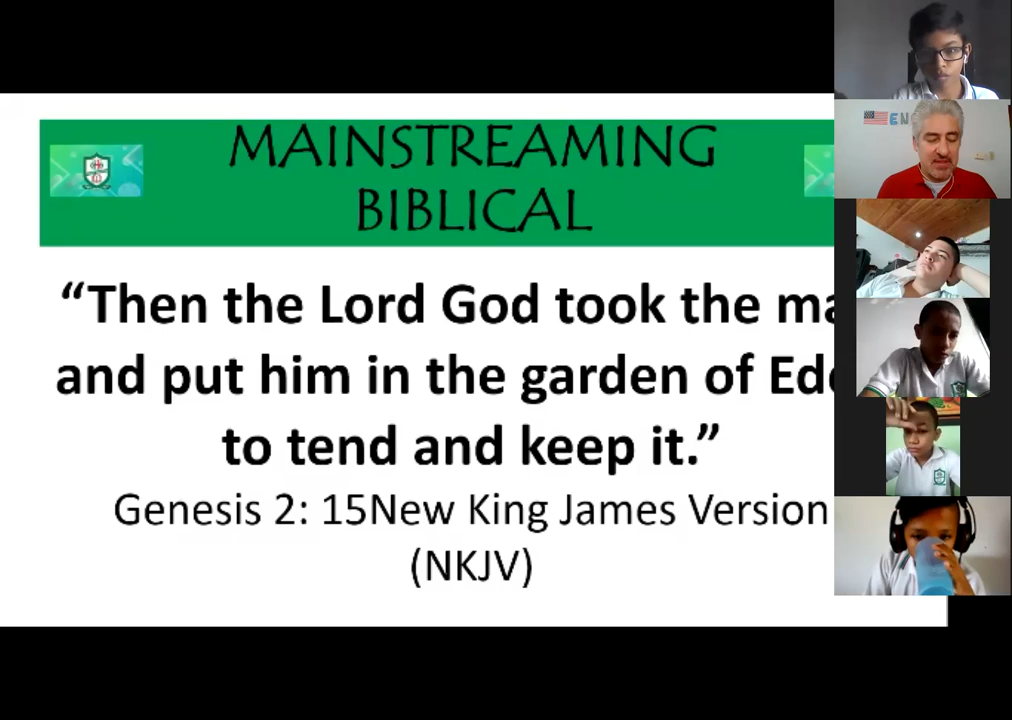 MAINSTREAMING
BIBLICAL
“Then the Lord God took the ma
and put him in the garden of Ede
to tend and keep it.”
Genesis 2: 15New King James Version
(NKJV)
EN